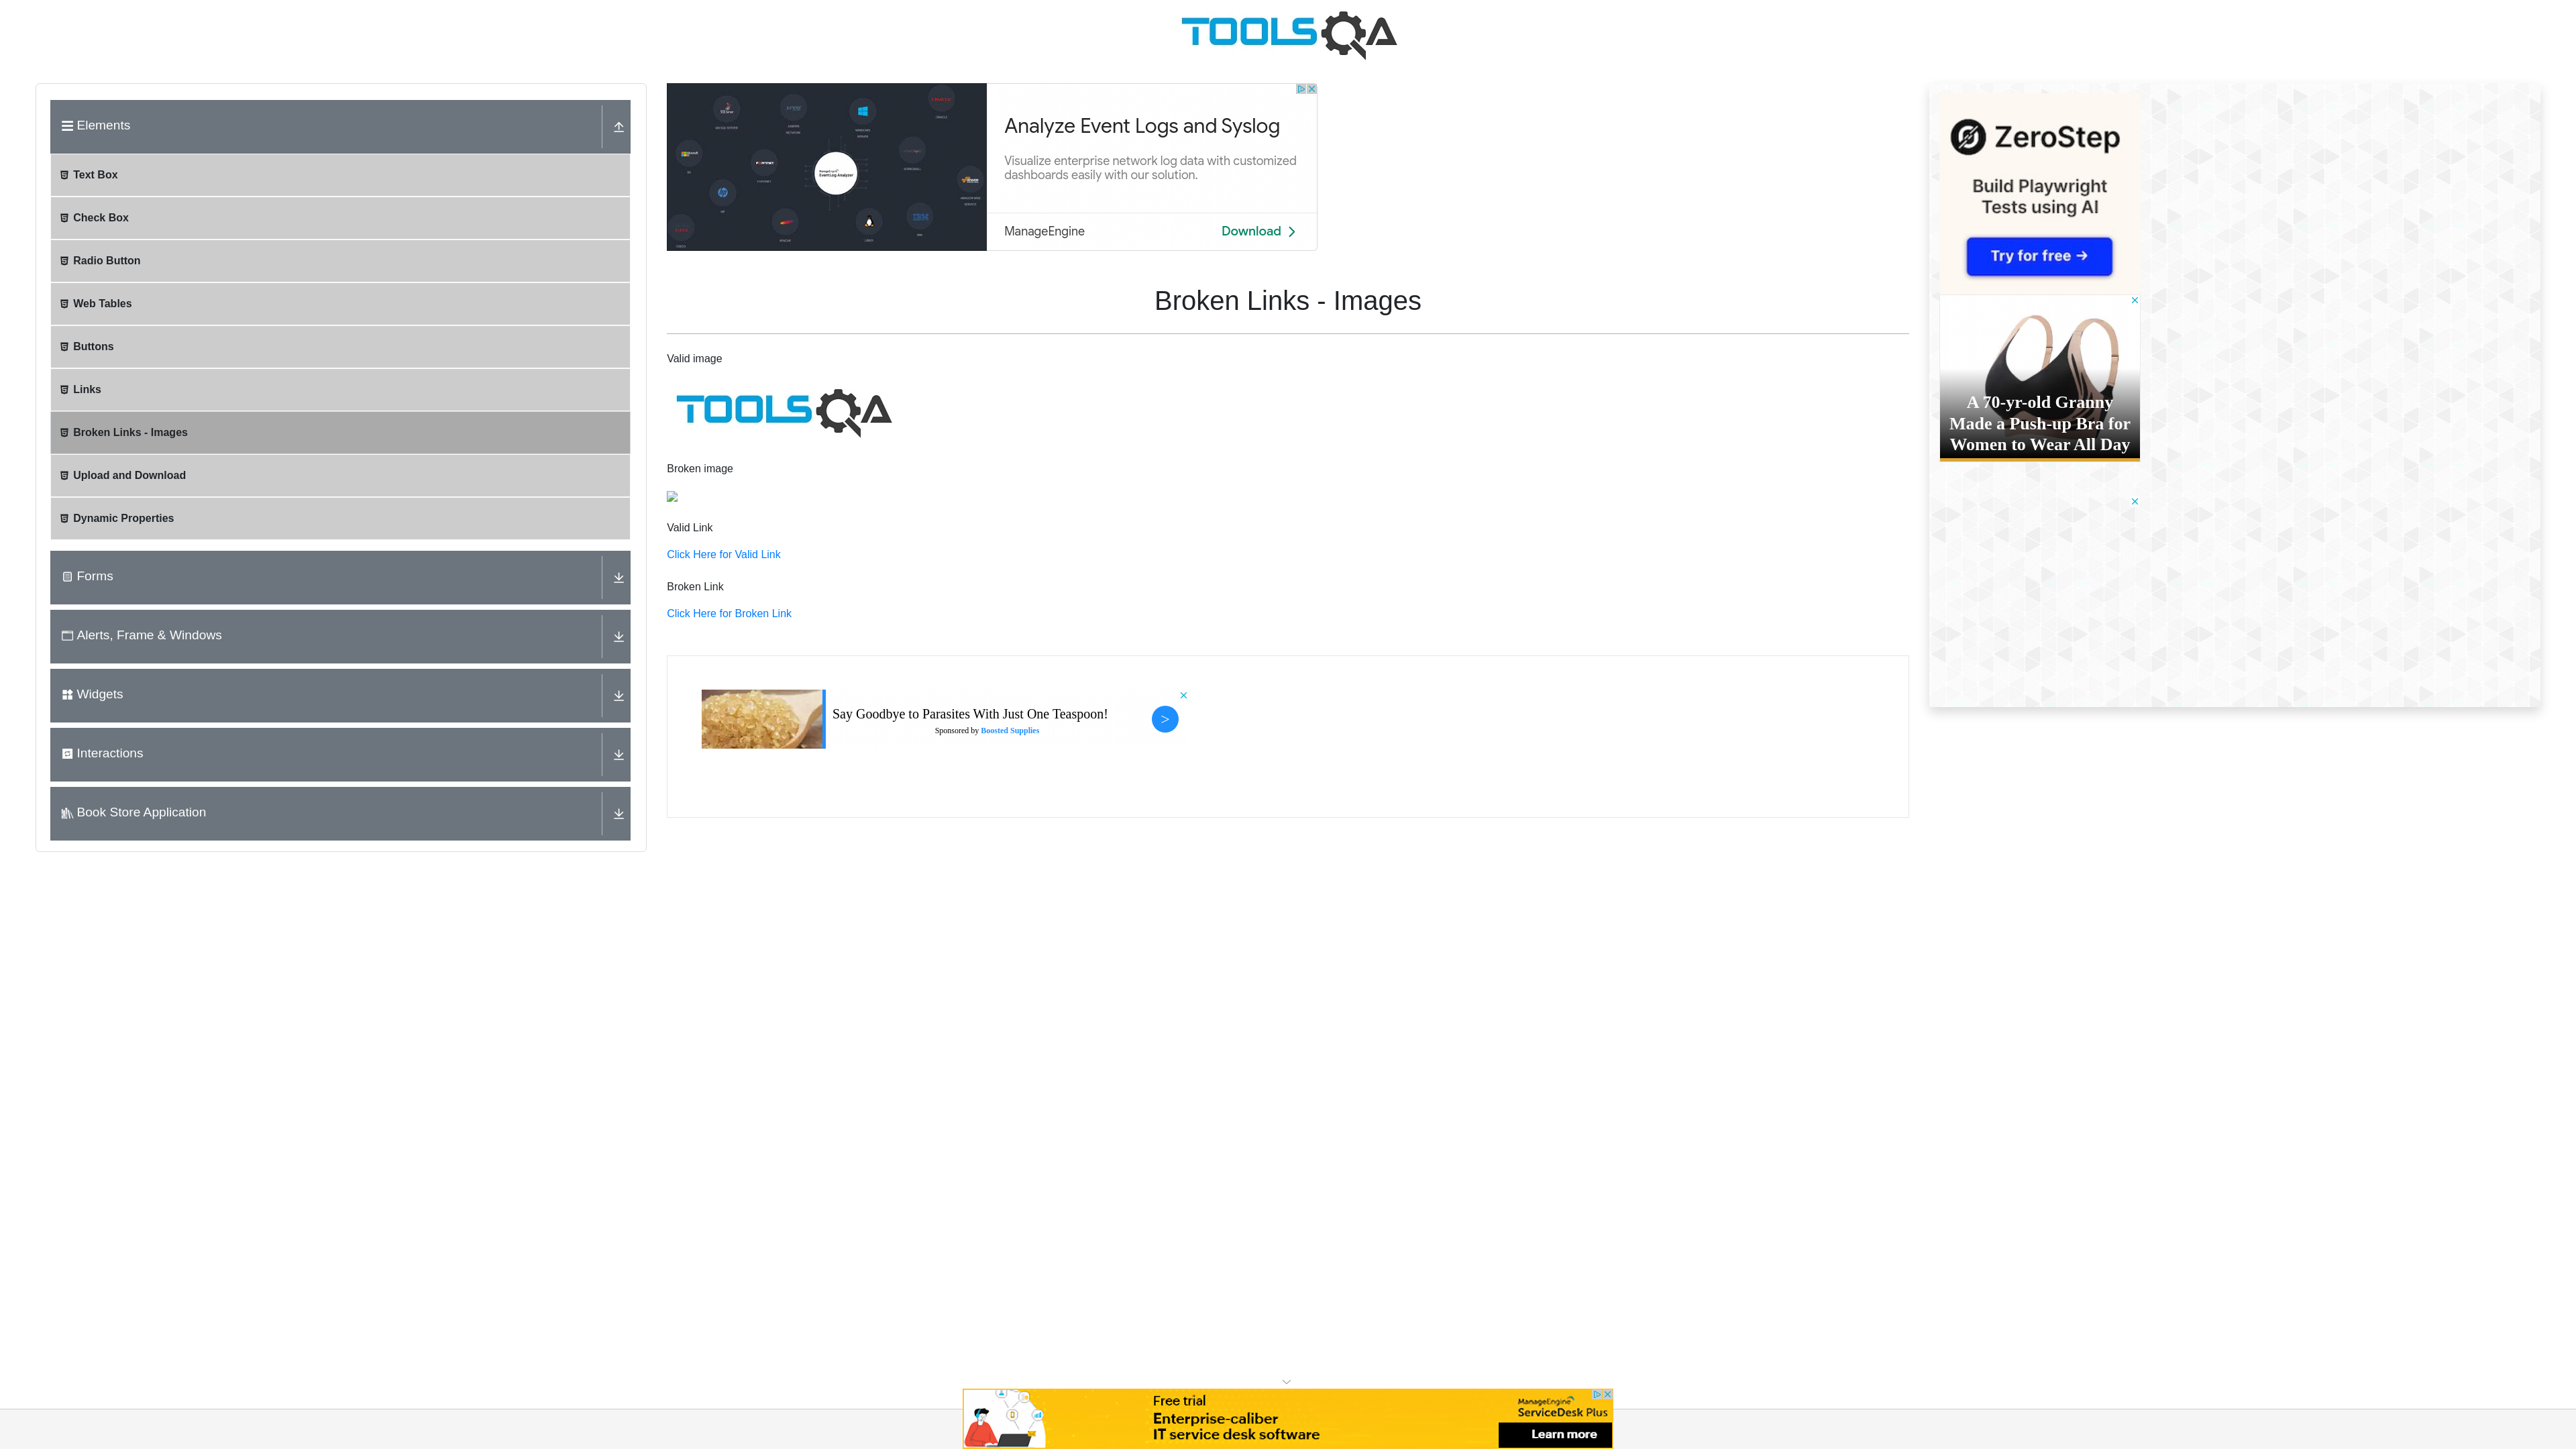 TOOLSQA
Elements
Text Box
Check Box
Radio Button
Web Tables
Buttons
Links
Broken Links - Images
Upload and Download
Dynamic Properties
Forms
Alerts, Frame & Windows
Widgets
Interactions
Book Store Application
Analyze Event Logs and Syslog
Visualize enterprise network log data with customized
dashboards easily with our solution.
ManageEngine
Download
Broken Links - Images
Valid image
TOOLSQA
Broken image
Valid Link
Click Here for Valid Link
Broken Link
Click Here for Broken Link
Say Goodbye to Parasites With Just One Teaspoon!
Sponsored by Boosted Supplies
>
ZeroStep
Build Playwright
Tests using AI
Try for free →
A 70-yr-old Granny
Made a Push-up Bra for
Women to Wear All Day
Free trial
Enterprise-caliber
IT service desk software
ManageEngine
ServiceDesk Plus
Learn more